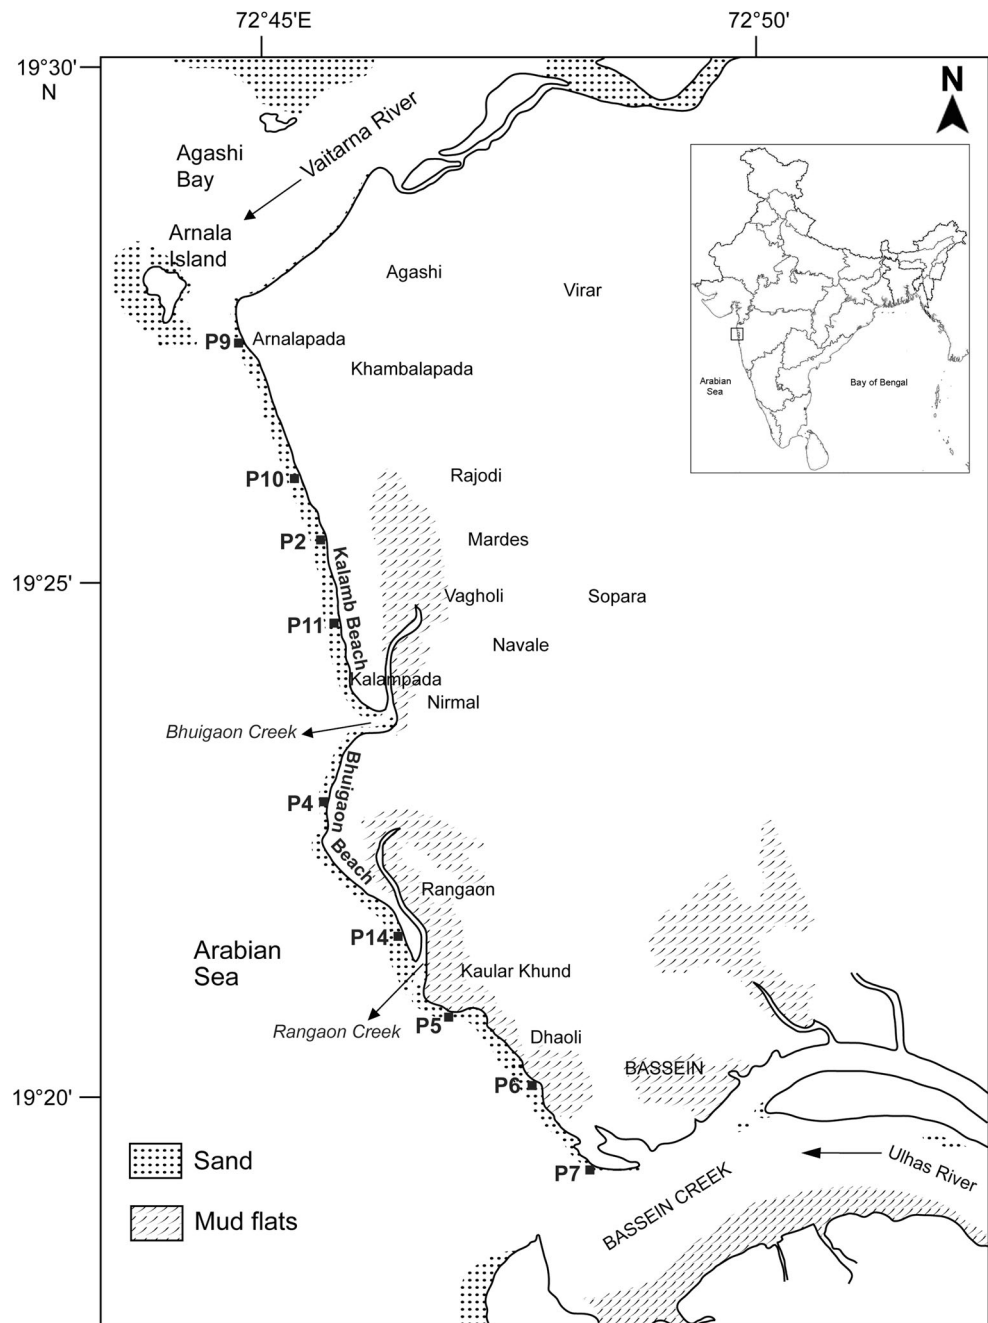 72°45'E
72°50'
19°30'
N
N
Vaitarna River
Agashi
Bay
Arnala
Island
Agashi
Virar
Arabian
Sea
Bay of Bengal
P9
Arnalapada
Khambalapada
P10
Rajodi
P2
Mardes
Kalamb Beach
19°25'
Vagholi
Sopara
P11
Navale
Kalampada
Nirmal
Bhuigaon Creek
P4
Bhuigaon
Beach
Rangaon
P14
Arabian
Sea
Kaular Khund
P5
Rangaon Creek
Dhaoli
BASSEIN
P6
19°20'
Sand
P7
Ulhas River
BASSEIN CREEK
Mud flats